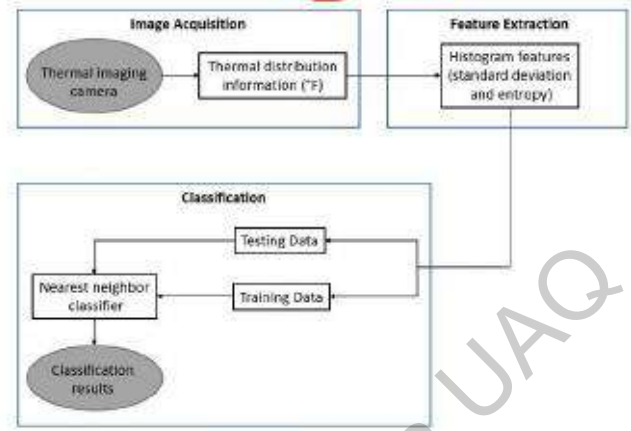 Image Acquisition
Thermal imaging
camera
Thermal distribution
information (°F)
Feature Extraction
Histogram features
(standard deviation
and entropy)
Classification
Testing Data
Training Data
Nearest neighbor
classifier
Classification
results
UAQ